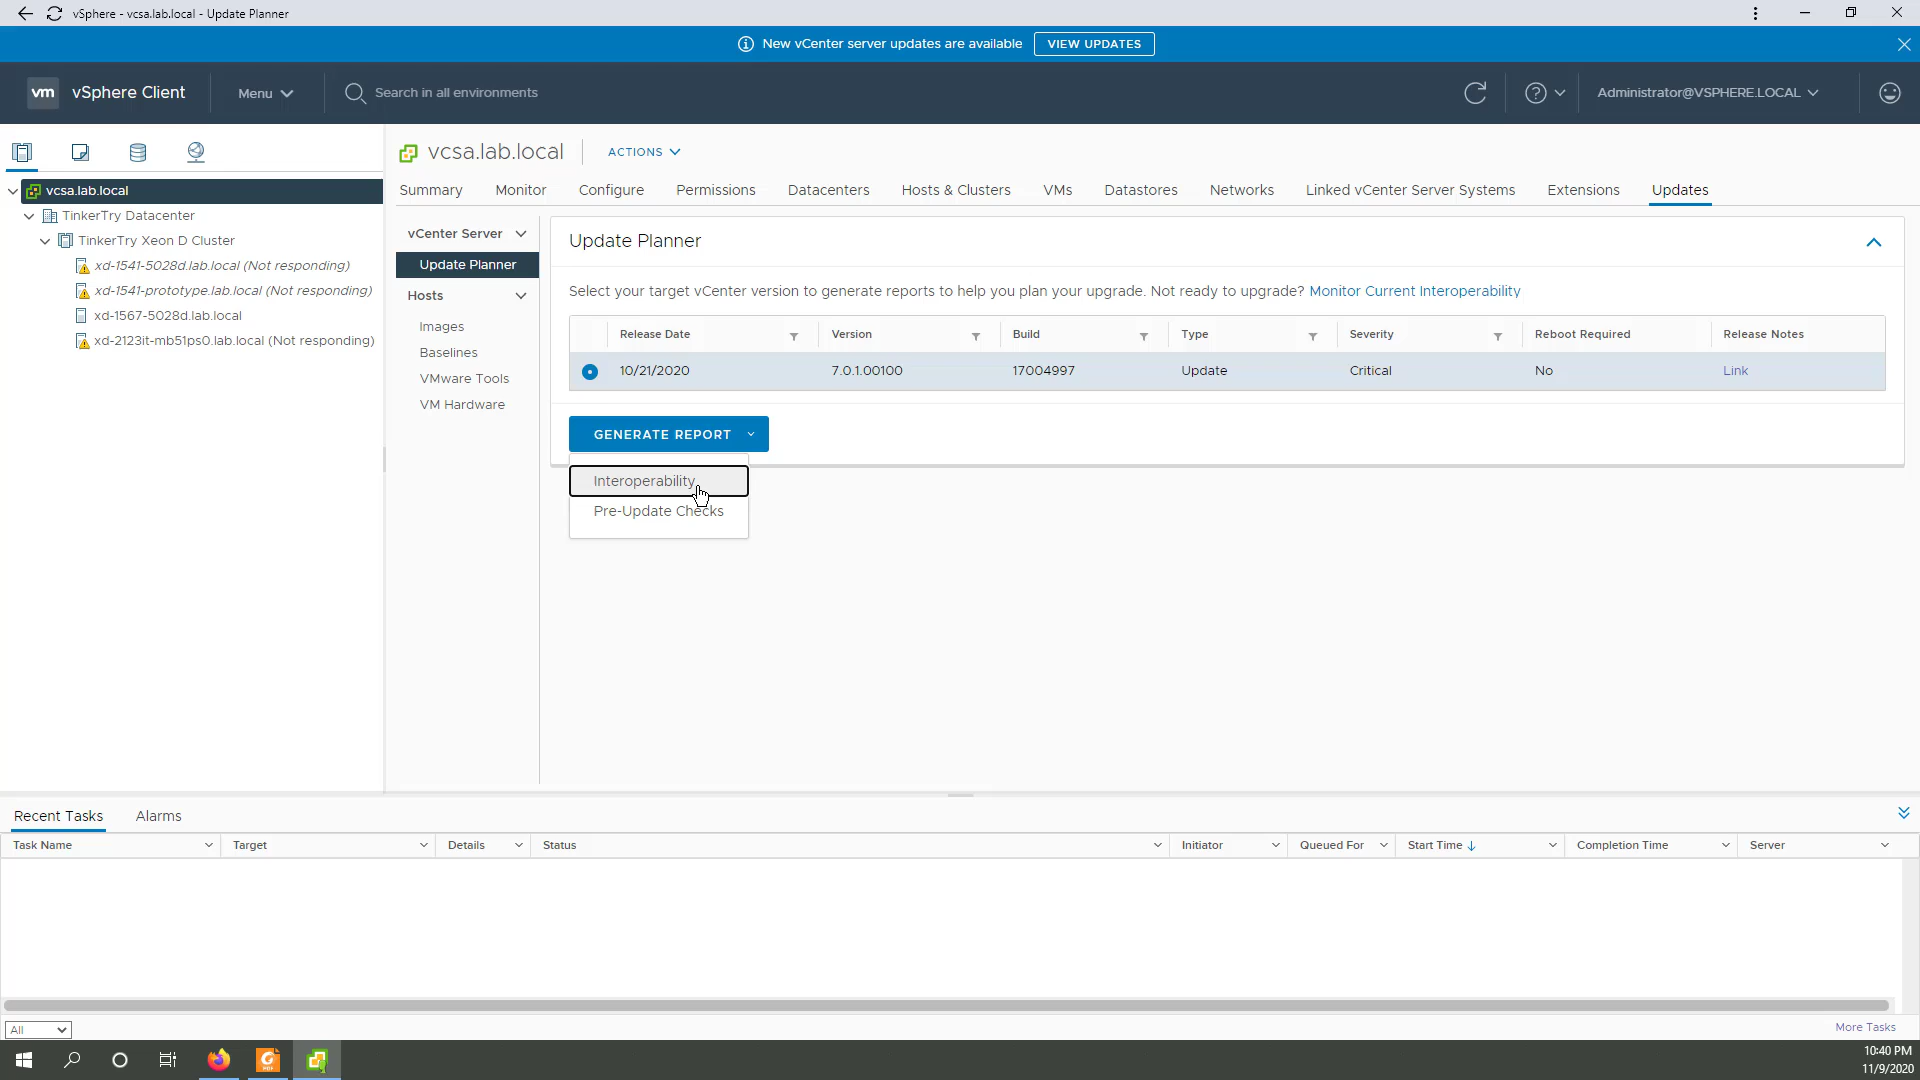 vSphere - vcsa.lab.local - Update Planner
New vCenter server updates are available VIEW UPDATES
vm vSphere Client Menu Search in all environments Administrator@VSPHERE.LOCAL
vcsa.lab.local ACTIONS
Summary Monitor Configure Permissions Datacenters Hosts & Clusters VMs Datastores Networks Linked vCenter Server Systems Extensions Updates
vcsa.lab.local
TinkerTry Datacenter
TinkerTry Xeon D Cluster
xd-1541-5028d.lab.local (Not responding)
xd-1541-prototype.lab.local (Not responding)
xd-1567-5028d.lab.local
xd-2123it-mb51ps0.lab.local (Not responding)
vCenter Server
Update Planner
Hosts
Images
Baselines
VMware Tools
VM Hardware
Update Planner
Select your target vCenter version to generate reports to help you plan your upgrade. Not ready to upgrade? Monitor Current Interoperability
Release Date Version Build Type Severity Reboot Required Release Notes
10/21/2020 7.0.1.00100 17004997 Update Critical No Link
GENERATE REPORT
Interoperability
Pre-Update Checks
Recent Tasks Alarms
Task Name Target Details Status Initiator Queued For Start Time Completion Time Server
All More Tasks
10:40 PM
11/9/2020